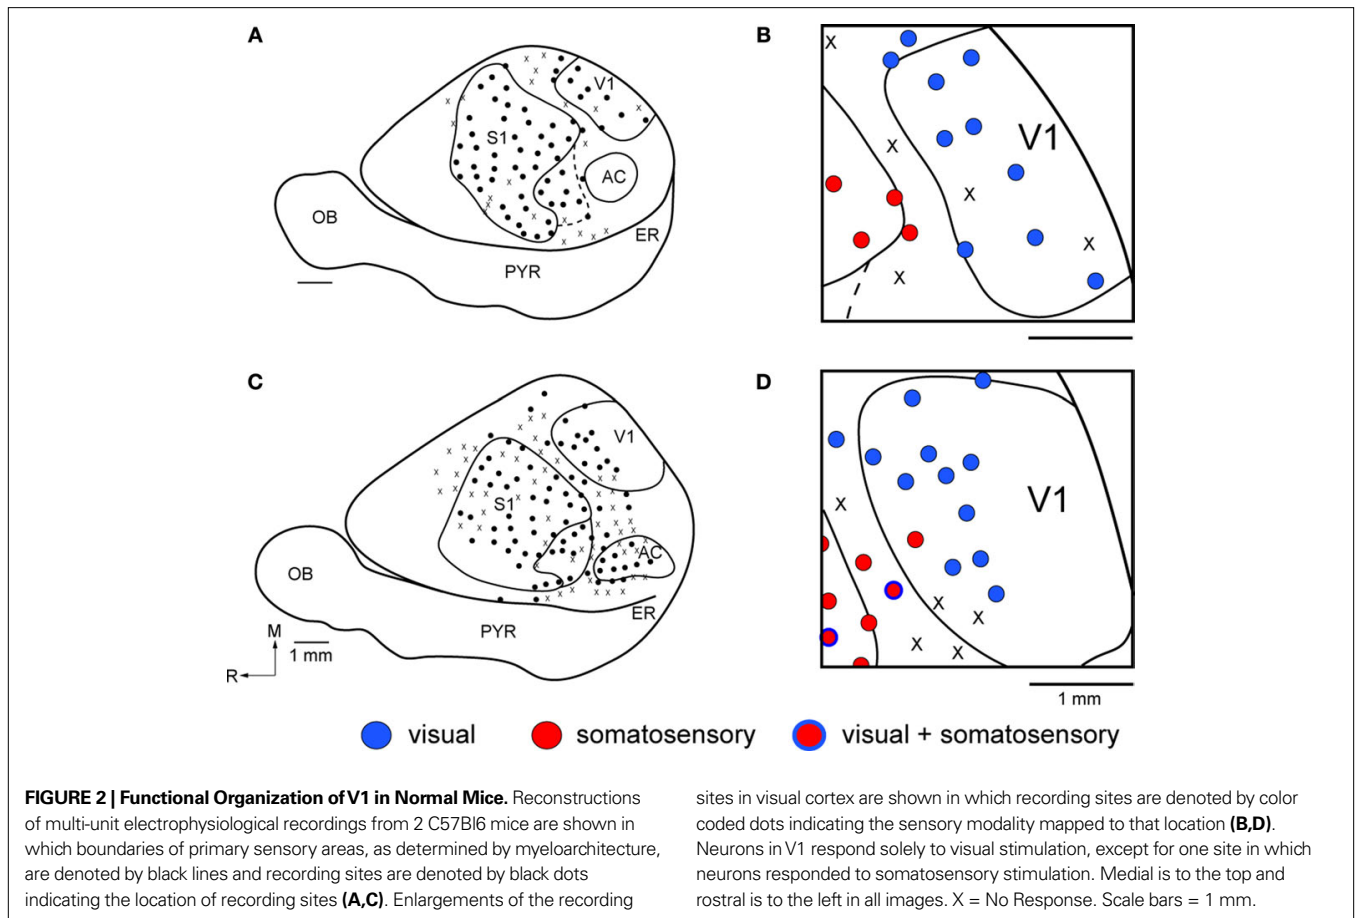 A
V1
S1
AC
OB
ER
PYR
B
V1
C
V1
S1
AC
OB
ER
PYR
M
R
1 mm
D
V1
1 mm
visual
somatosensory
visual + somatosensory
FIGURE 2 | Functional Organization of V1 in Normal Mice. Reconstructions
of multi-unit electrophysiological recordings from 2 C57Bl6 mice are shown in
which boundaries of primary sensory areas, as determined by myeloarchitecture,
are denoted by black lines and recording sites are denoted by black dots
indicating the location of recording sites (A,C). Enlargements of the recording
sites in visual cortex are shown in which recording sites are denoted by color
coded dots indicating the sensory modality mapped to that location (B,D).
Neurons in V1 respond solely to visual stimulation, except for one site in which
neurons responded to somatosensory stimulation. Medial is to the top and
rostral is to the left in all images. X = No Response. Scale bars = 1 mm.